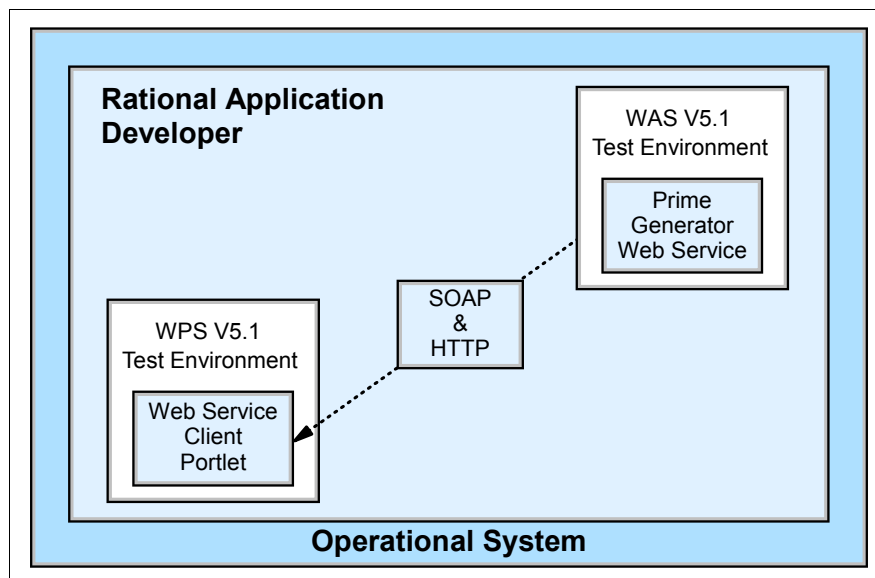 Rational Application
Developer
WAS V5.1
Test Environment
Prime
Generator
Web Service
SOAP
&
HTTP
WPS V5.1
Test Environment
Web Service
Client
Portlet
Operational System